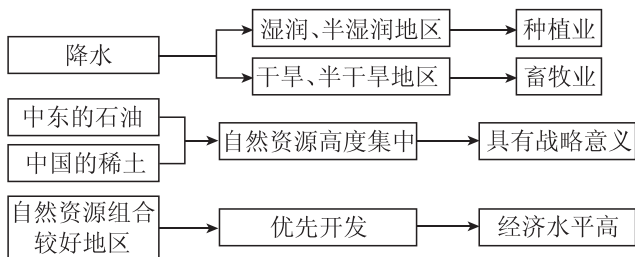 降水
湿润、半湿润地区
种植业
干旱、半干旱地区
畜牧业
中东的石油
中国的稀土
自然资源高度集中
具有战略意义
自然资源组合
较好地区
优先开发
经济水平高